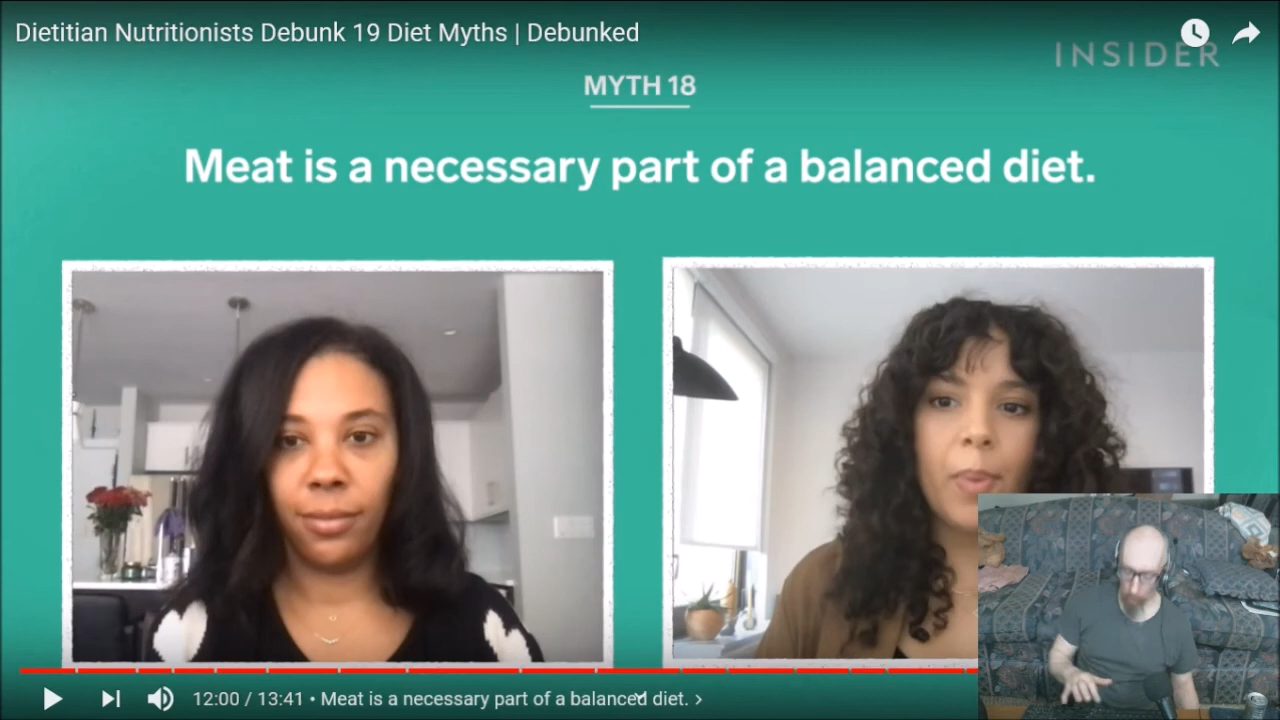 Dietitian Nutritionists Debunk 19 Diet Myths | Debunked
INSIDER
MYTH 18
Meat is a necessary part of a balanced diet.
12:00 / 13:41 • Meat is a necessary part of a balanced diet. ›